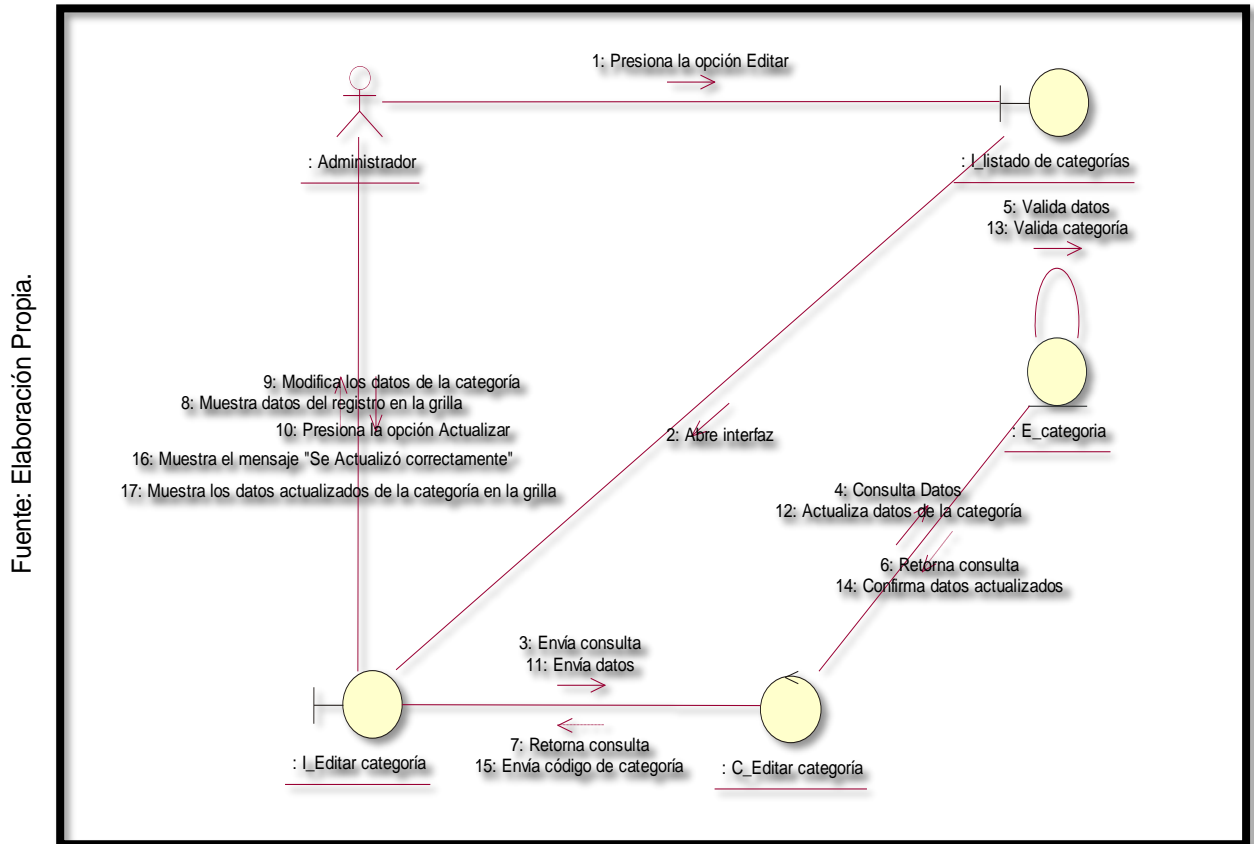 Fuente: Elaboración Propia.
1: Presiona la opción Editar
: Administrador
: I_listado de categorías
5: Valida datos
13: Valida categoría
9: Modifica los datos de la categoría
8: Muestra datos del registro en la grilla
10: Presiona la opción Actualizar
16: Muestra el mensaje "Se Actualizó correctamente"
17: Muestra los datos actualizados de la categoría en la grilla
2: Abre interfaz
: E_categoria
4: Consulta Datos
12: Actualiza datos de la categoría
6: Retorna consulta
14: Confirma datos actualizados
3: Envía consulta
11: Envía datos
7: Retorna consulta
15: Envía código de categoría
: I_Editar categoría
: C_Editar categoría